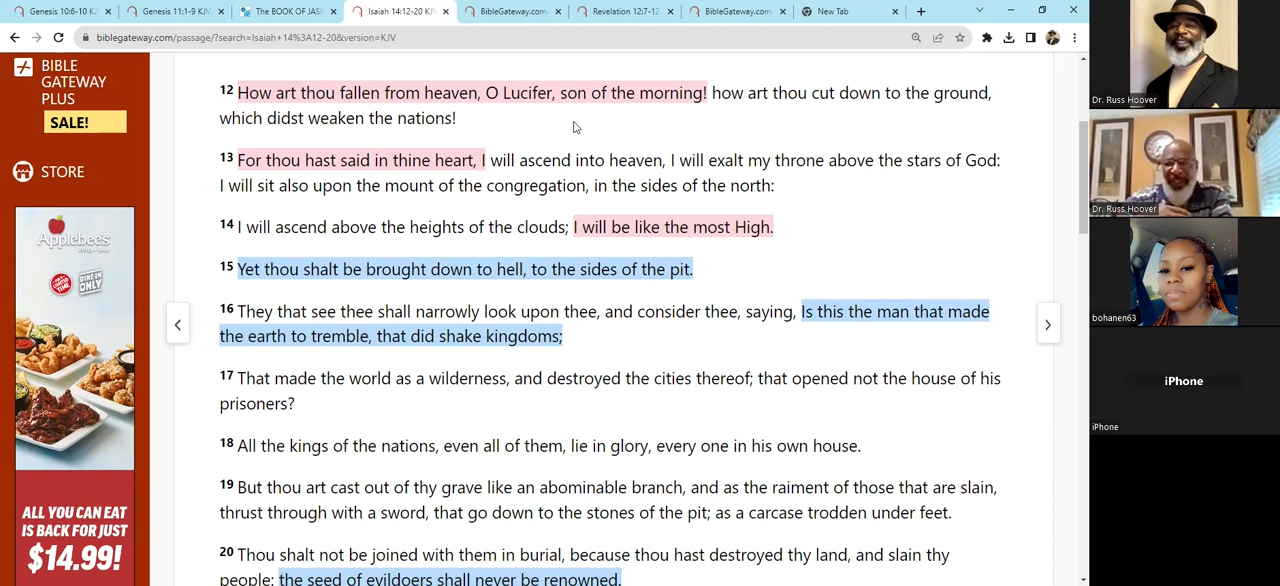 Genesis 10:6-10 KJV
Genesis 11:1-9 KJV
The BOOK OF JAS
Isaiah 14:12-20 KJV
BibleGateway.com
Revelation 12:7-12
BibleGateway.com
New Tab
biblegateway.com/passage/?search=Isaiah+14%3A12-20&version=KJV
BIBLE
GATEWAY
PLUS
SALE!
STORE
Applebee's
GRILL + BAR
LIMITED
TIME
DINE-IN
ONLY
ALL YOU CAN EAT
IS BACK FOR JUST
$14.99!
12 How art thou fallen from heaven, O Lucifer, son of the morning! how art thou cut down to the ground,
which didst weaken the nations!
13 For thou hast said in thine heart, I will ascend into heaven, I will exalt my throne above the stars of God:
I will sit also upon the mount of the congregation, in the sides of the north:
14 I will ascend above the heights of the clouds; I will be like the most High.
15 Yet thou shalt be brought down to hell, to the sides of the pit.
16 They that see thee shall narrowly look upon thee, and consider thee, saying, Is this the man that made
the earth to tremble, that did shake kingdoms;
17 That made the world as a wilderness, and destroyed the cities thereof; that opened not the house of his
prisoners?
18 All the kings of the nations, even all of them, lie in glory, every one in his own house.
19 But thou art cast out of thy grave like an abominable branch, and as the raiment of those that are slain,
thrust through with a sword, that go down to the stones of the pit; as a carcase trodden under feet.
20 Thou shalt not be joined with them in burial, because thou hast destroyed thy land, and slain thy
people: the seed of evildoers shall never be renowned.
Dr. Russ Hoover
Dr. Russ Hoover
bohanen63
iPhone
iPhone